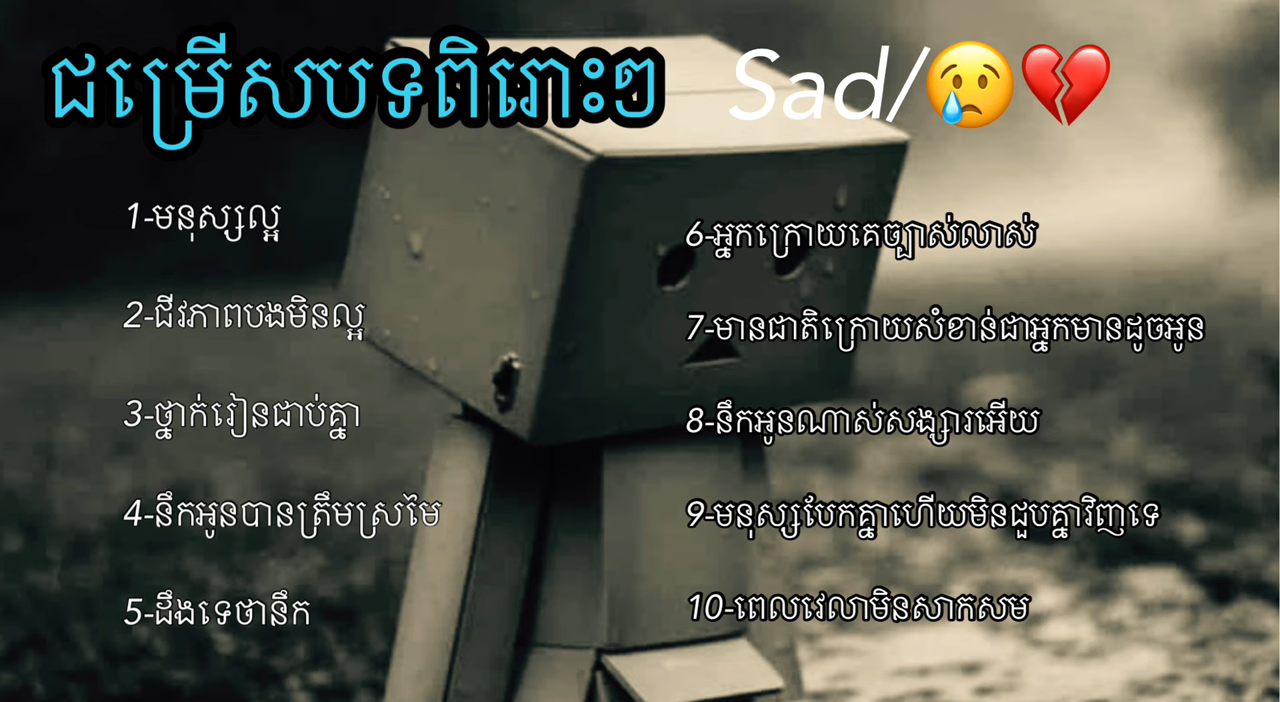 ជម្រើសបទពិរោះៗ Sad/😢💔
1-មនុស្សល្អ
2-ជីវភាពបងមិនល្អ
3-ថ្នាក់រៀនជាប់គ្នា
4-នឹកអូនបានត្រឹមស្រមៃ
5-ដឹងទេថានឹក
6-អ្នកក្រោយគេច្បាស់លាស់
7-មានជាតិក្រោយសំខាន់ជាអ្នកមានដូចអូន
8-នឹកអូនណាស់សង្សារអើយ
9-មនុស្សបែកគ្នាហើយមិនជួបគ្នាវិញទេ
10-ពេលវេលាមិនសាកសម